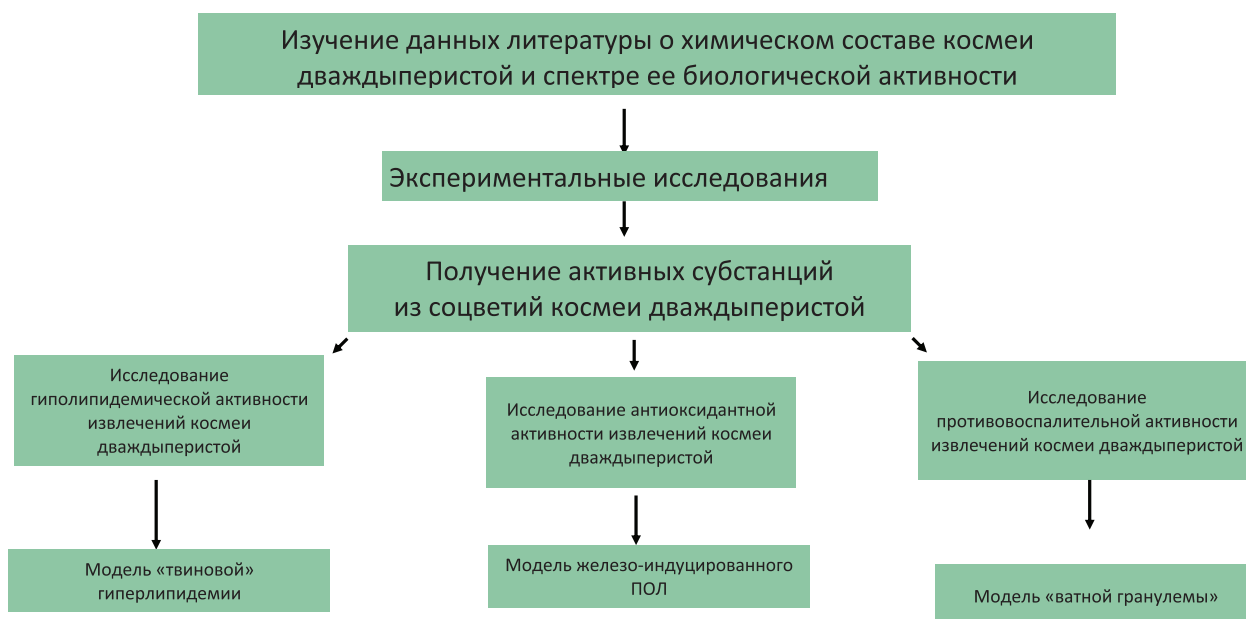 Изучение данных литературы о химическом составе космеи
дваждыперистой и спектре ее биологической активности
Экспериментальные исследования
Получение активных субстанций
из соцветий космеи дваждыперистой
Исследование
гиполипидемической активности
извлечений космеи
дваждыперистой
Исследование антиоксидантной
активности извлечений космеи
дваждыперистой
Исследование
противовоспалительной активности
извлечений космеи дваждыперистой
Модель «твиновой»
гиперлипидемии
Модель железо-индуцированного
ПОЛ
Модель «ватной гранулемы»